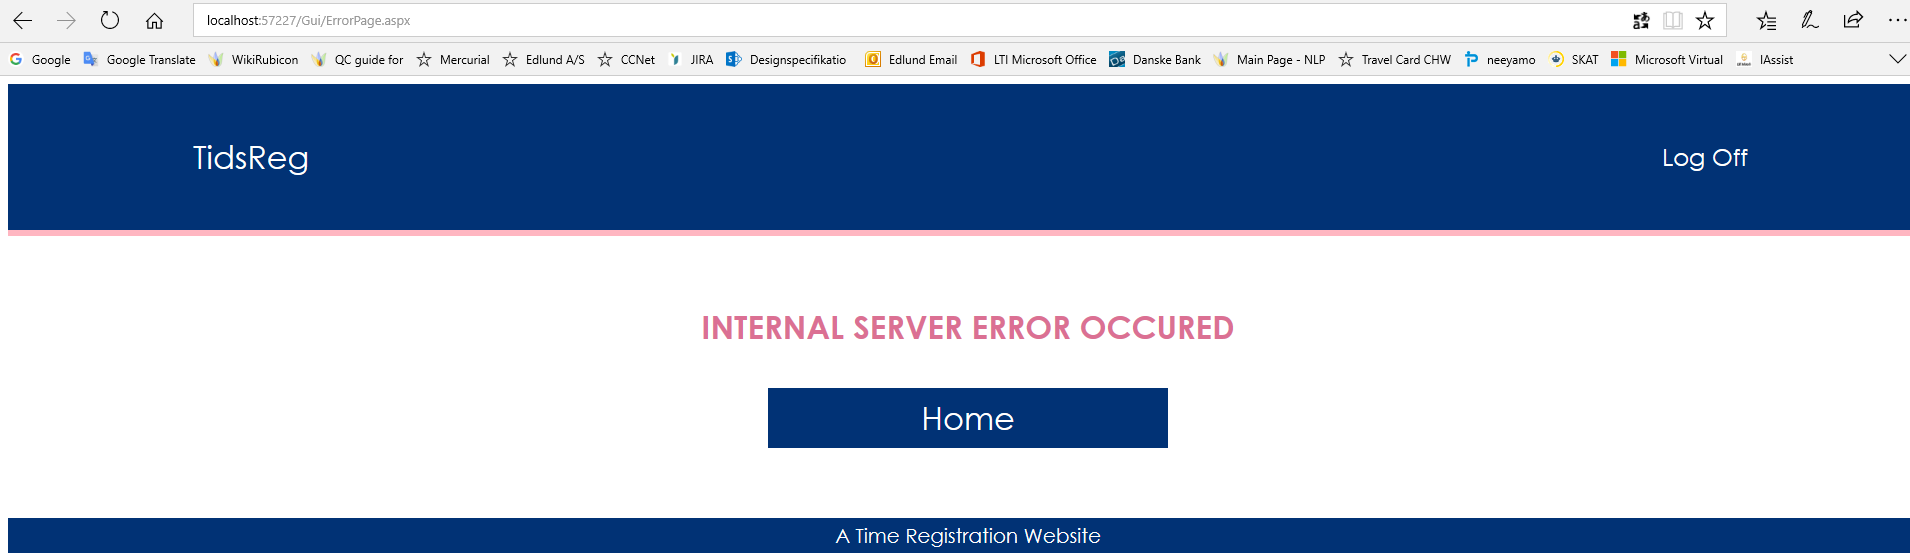 localhost:57227/Gui/ErrorPage.aspx
Google Google Translate WikiRubicon QC guide for Mercurial Edlund A/S CCNet JIRA Designspecifikatio Edlund Email LTI Microsoft Office Danske Bank Main Page - NLP Travel Card CHW neeyamo SKAT Microsoft Virtual IAssist
TidsReg Log Off
INTERNAL SERVER ERROR OCCURED
Home
A Time Registration Website